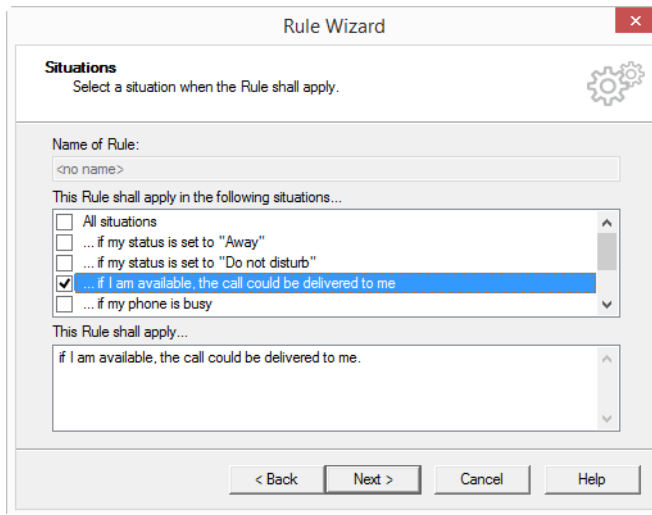 Rule Wizard
Situations
Select a situation when the Rule shall apply.
Name of Rule:
<no name>
This Rule shall apply in the following situations...
All situations
... if my status is set to "Away"
... if my status is set to "Do not disturb"
... if I am available, the call could be delivered to me
... if my phone is busy
This Rule shall apply...
if I am available, the call could be delivered to me.
< Back Next > Cancel Help